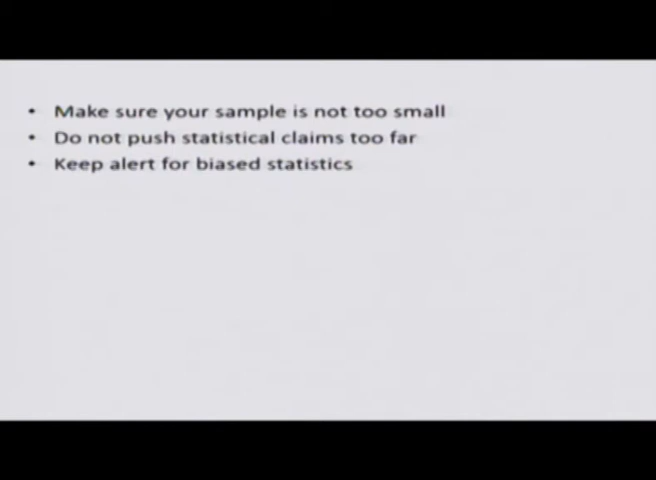 • Make sure your sample is not too small
• Do not push statistical claims too far
• Keep alert for biased statistics